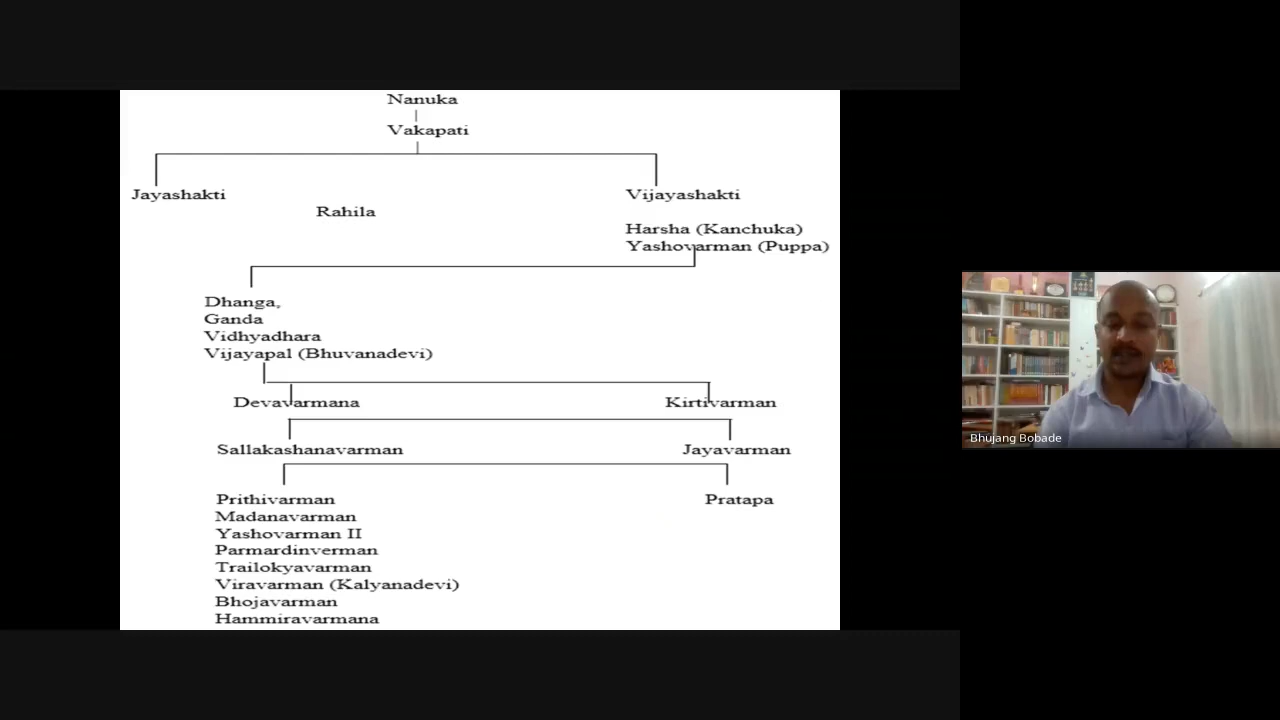 Nanuka
Vakapati
Jayashakti
Vijayashakti
Rahila
Harsha (Kanchuka)
Yashovarman (Puppa)
Dhanga,
Ganda
Vidhyadhara
Vijayapal (Bhuvanadevi)
Devavarmana
Kirtivarman
Sallakashanavarman
Jayavarman
Prithivarman
Pratapa
Madanavarman
Yashovarman II
Parmardinverman
Trailokyavarman
Viravarman (Kalyanadevi)
Bhojavarman
Hammiravarmana
Bhujang Bobade